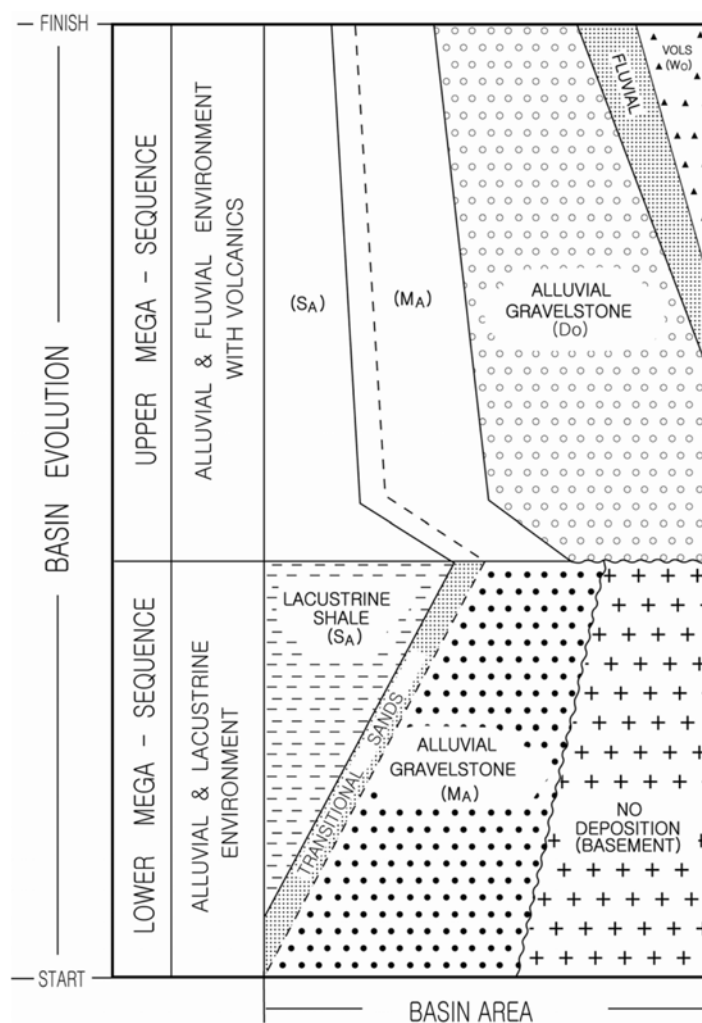 FINISH
BASIN EVOLUTION
START
UPPER MEGA - SEQUENCE
ALLUVIAL & FLUVIAL ENVIRONMENT
WITH VOLCANICS
(SA)
(MA)
ALLUVIAL
GRAVELSTONE
(Do)
FLUVIAL
VOLS
(Wo)
LOWER MEGA - SEQUENCE
ALLUVIAL & LACUSTRINE
ENVIRONMENT
LACUSTRINE
SHALE
(SA)
TRANSITIONAL SANDS
ALLUVIAL
GRAVELSTONE
(MA)
NO
DEPOSITION
(BASEMENT)
BASIN AREA